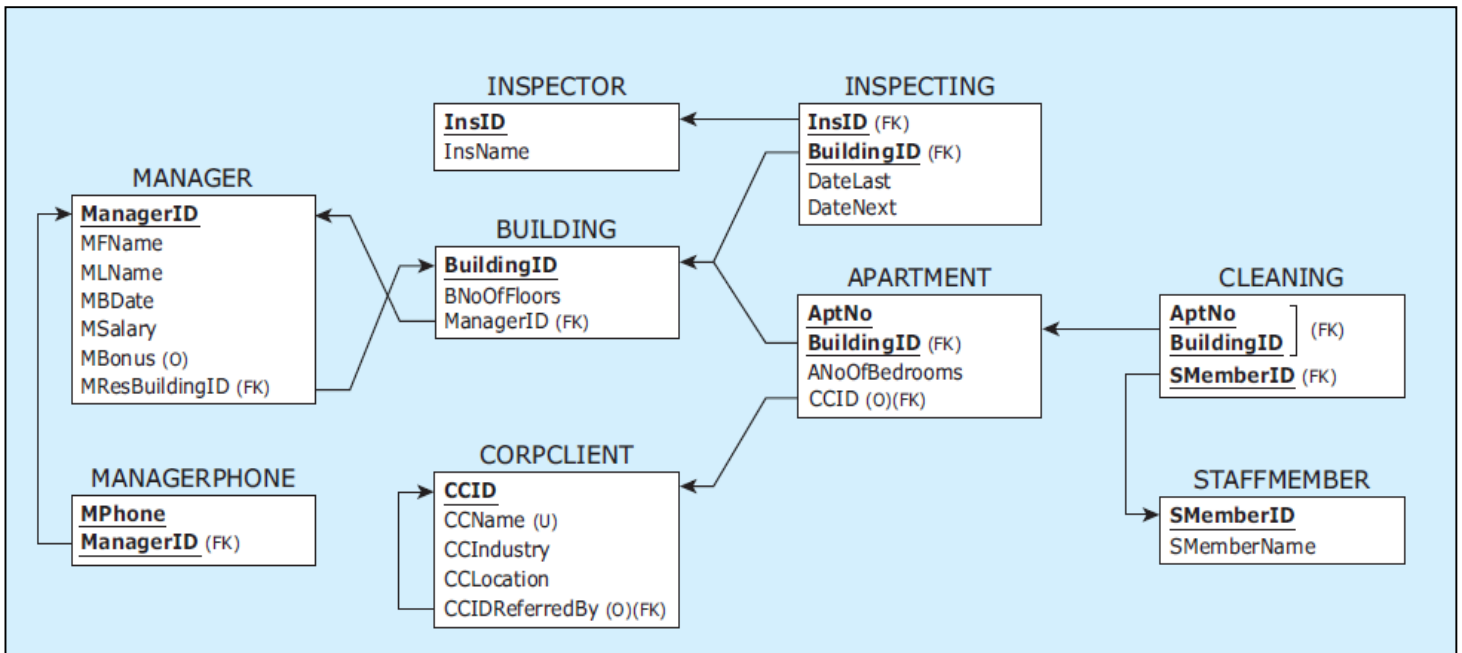 INSPECTOR
InsID
InsName
INSPECTING
InsID (FK)
BuildingID (FK)
DateLast
DateNext
MANAGER
ManagerID
MFName
MLName
MBDate
MSalary
MBonus (O)
MResBuildingID (FK)
BUILDING
BuildingID
BNoOfFloors
ManagerID (FK)
APARTMENT
AptNo
BuildingID (FK)
ANoOfBedrooms
CCID (O)(FK)
CLEANING
AptNo
BuildingID (FK)
SMemberID (FK)
MANAGERPHONE
MPhone
ManagerID (FK)
CORPCLIENT
CCID
CCName (U)
CCIndustry
CCLocation
CCIDReferredBy (O)(FK)
STAFFMEMBER
SMemberID
SMemberName